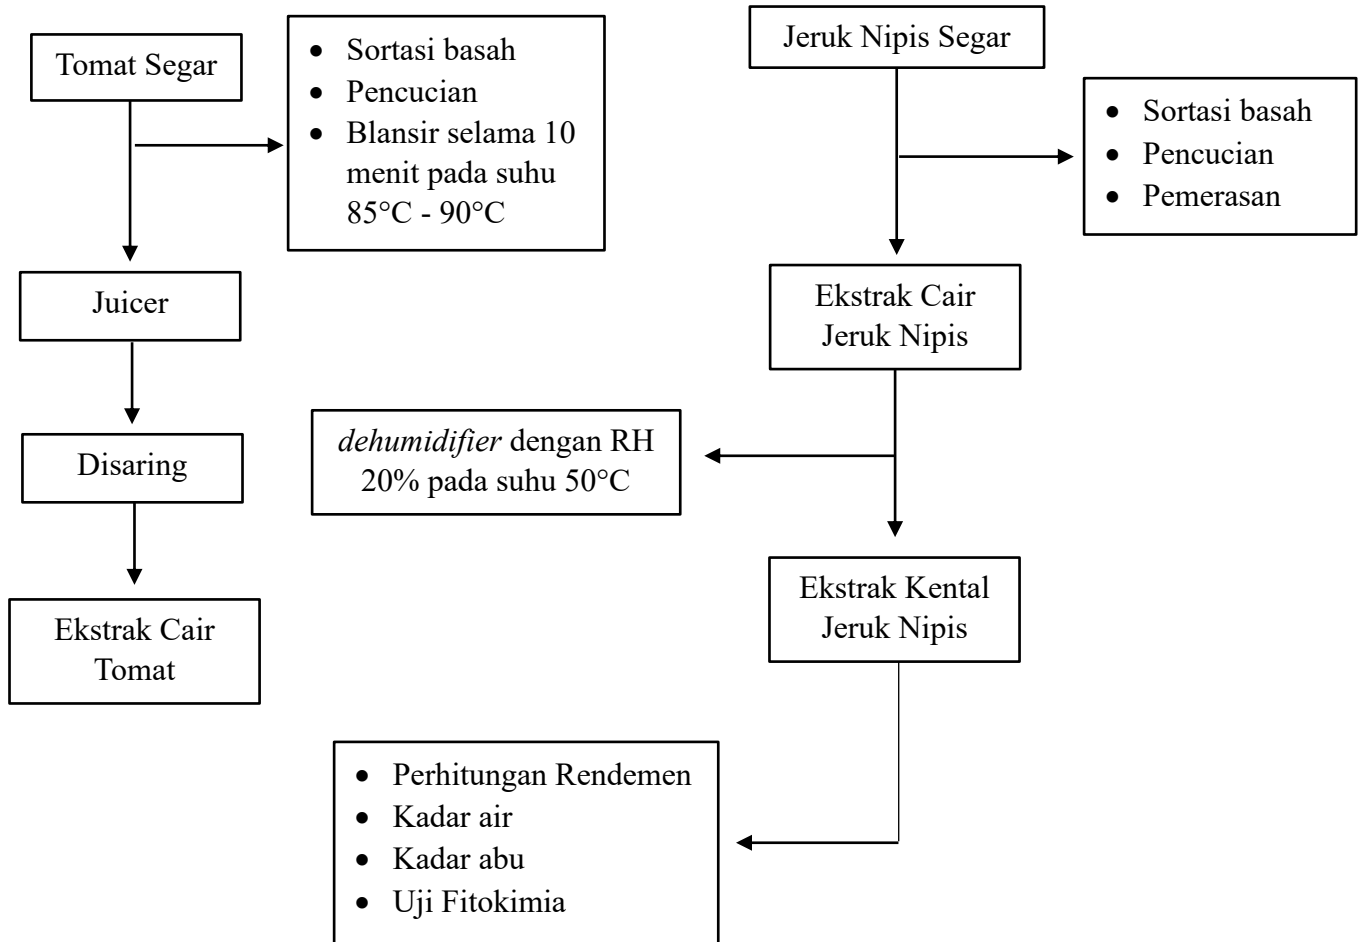 Tomat Segar
• Sortasi basah
• Pencucian
• Blansir selama 10
menit pada suhu
85°C - 90°C
Juicer
Disaring
Ekstrak Cair
Tomat
Jeruk Nipis Segar
• Sortasi basah
• Pencucian
• Pemerasan
Ekstrak Cair
Jeruk Nipis
dehumidifier dengan RH
20% pada suhu 50°C
Ekstrak Kental
Jeruk Nipis
• Perhitungan Rendemen
• Kadar air
• Kadar abu
• Uji Fitokimia